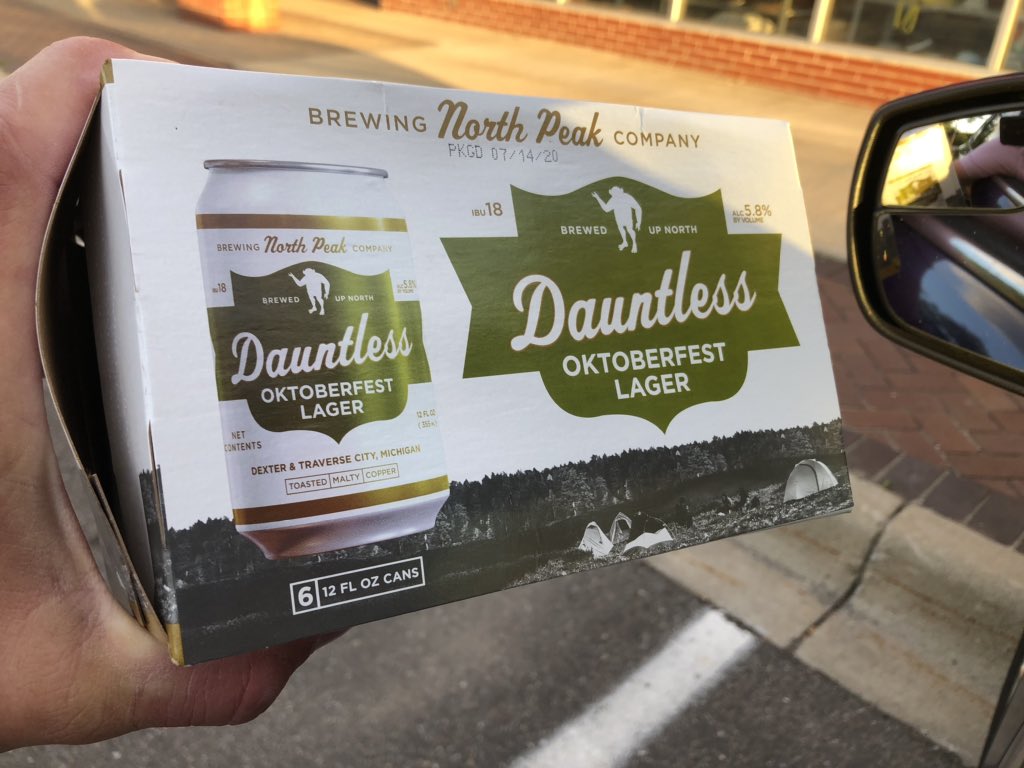 BREWING North Peak COMPANY
PKGD 07/14/20
IBU 18
ALC 5.8% BY VOLUME
BREWED UP NORTH
Dauntless
OKTOBERFEST
LAGER
BREWING North Peak COMPANY
IBU 18
ALC 5.8% BY VOLUME
BREWED UP NORTH
Dauntless
OKTOBERFEST
LAGER
NET
CONTENTS
12 FL OZ
DEXTER & TRAVERSE CITY, MICHIGAN
TOASTED MALTY COPPER
6 12 FL OZ CANS